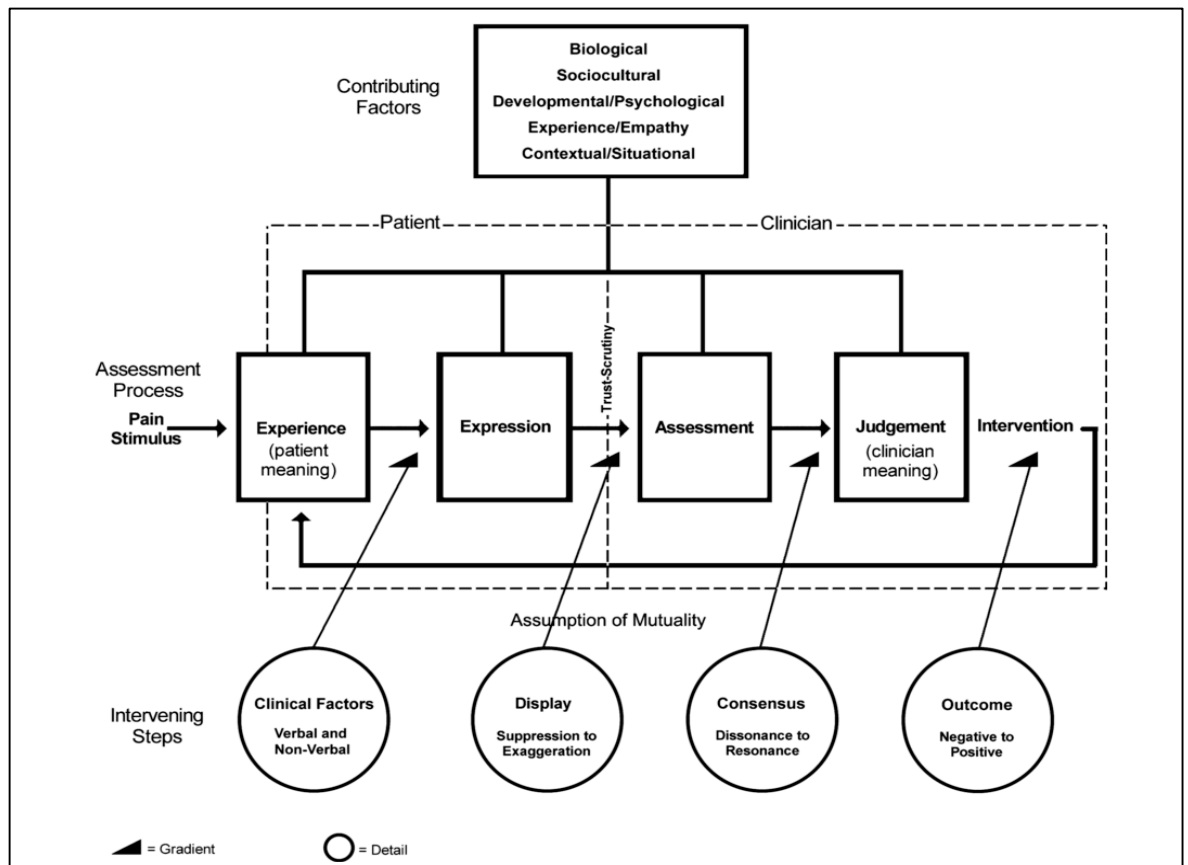 Contributing
Factors
Biological
Sociocultural
Developmental/Psychological
Experience/Empathy
Contextual/Situational
Patient
Clinician
Assessment
Process
Pain
Stimulus
Experience
(patient
meaning)
Expression
Trust-Scrutiny
Assessment
Judgement
(clinician
meaning)
Intervention
Assumption of Mutuality
Intervening
Steps
Clinical Factors
Verbal and
Non-Verbal
Display
Suppression to
Exaggeration
Consensus
Dissonance to
Resonance
Outcome
Negative to
Positive
= Gradient
= Detail